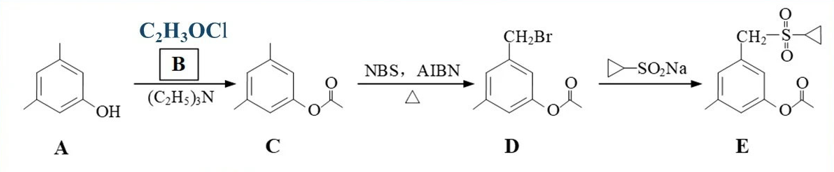 C₂H₃OCl
B
(C₂H₅)₃N
OH
A
O
O
C
NBS，AIBN
△
CH₂Br
O
O
D
SO₂Na
O
CH₂ S
O
O
O
E